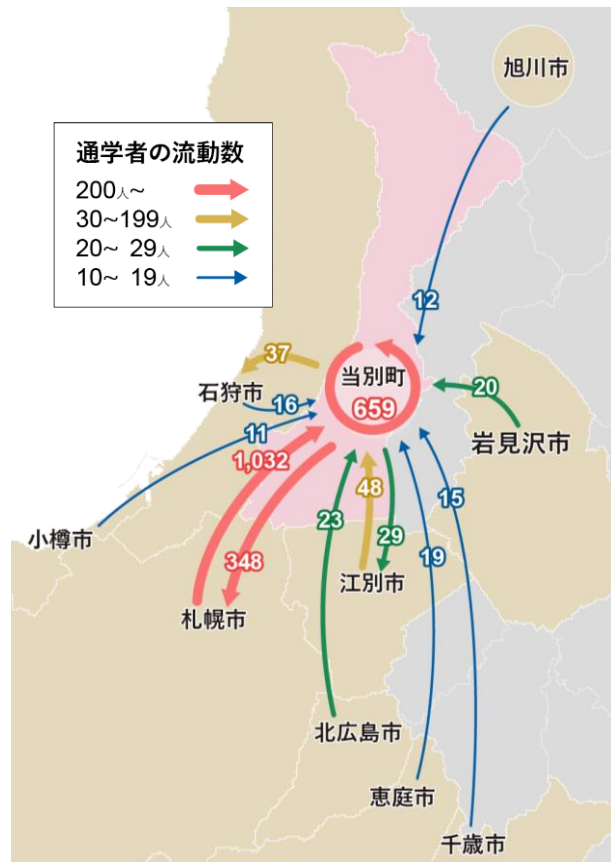 旭川市
通学者の流動数
200人～
30～199人
20～ 29人
10～ 19人
12
37
当別町
石狩市
16
659
20
11
岩見沢市
1,032
48
15
23
小樽市
29
19
348
江別市
札幌市
北広島市
恵庭市
千歳市